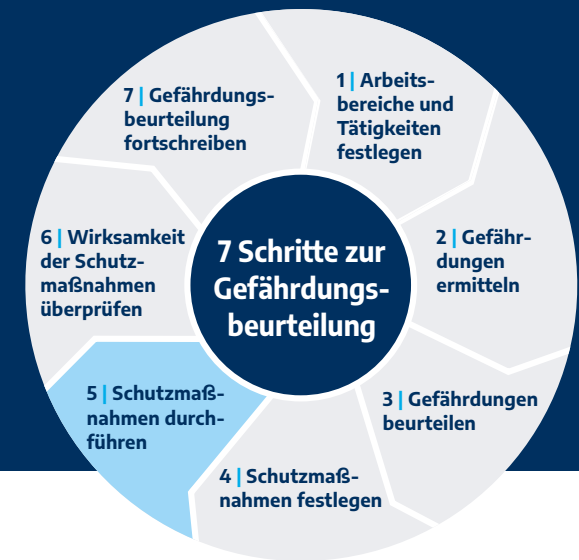 7 Schritte zur
Gefährdungs-
beurteilung
1 | Arbeits-
bereiche und
Tätigkeiten
festlegen
2 | Gefähr-
dungen
ermitteln
3 | Gefährdungen
beurteilen
4 | Schutzmaß-
nahmen festlegen
5 | Schutzmaß-
nahmen durch-
führen
6 | Wirksamkeit
der Schutz-
maßnahmen
überprüfen
7 | Gefährdungs-
beurteilung
fortschreiben